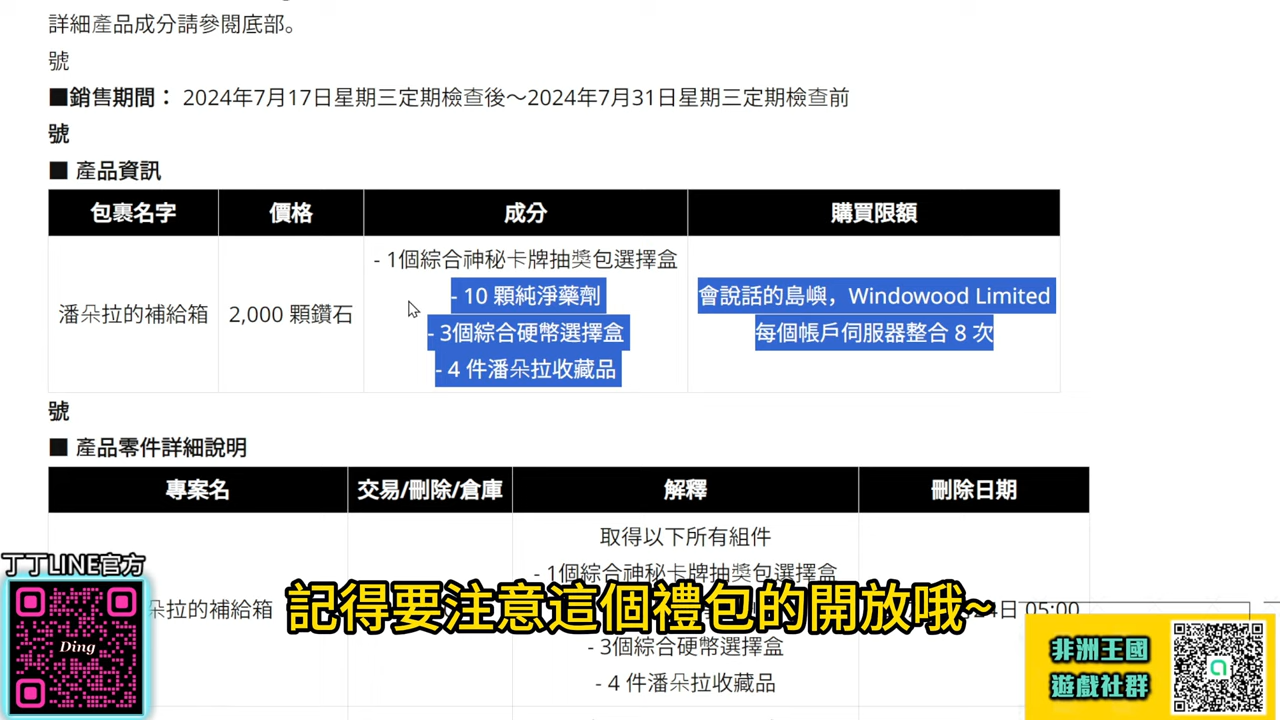 詳細產品成分請參閱底部。
號
■銷售期間： 2024年7月17日星期三定期檢查後～2024年7月31日星期三定期檢查前
號
■ 產品資訊
包裹名字 價格 成分 購買限額
- 1個綜合神秘卡牌抽獎包選擇盒
- 10 顆純淨藥劑
- 3個綜合硬幣選擇盒
- 4 件潘朵拉收藏品
潘朵拉的補給箱 2,000 顆鑽石
會說話的島嶼，Windowood Limited
每個帳戶伺服器整合 8 次
號
■ 產品零件詳細說明
專案名 交易/刪除/倉庫 解釋 刪除日期
取得以下所有組件
- 1個綜合神秘卡牌抽獎包選擇盒
朵拉的補給箱
4日 05:00
- 3個綜合硬幣選擇盒
- 4 件潘朵拉收藏品
記得要注意這個禮包的開放哦~
丁丁LINE官方
Ding
非洲王國
遊戲社群